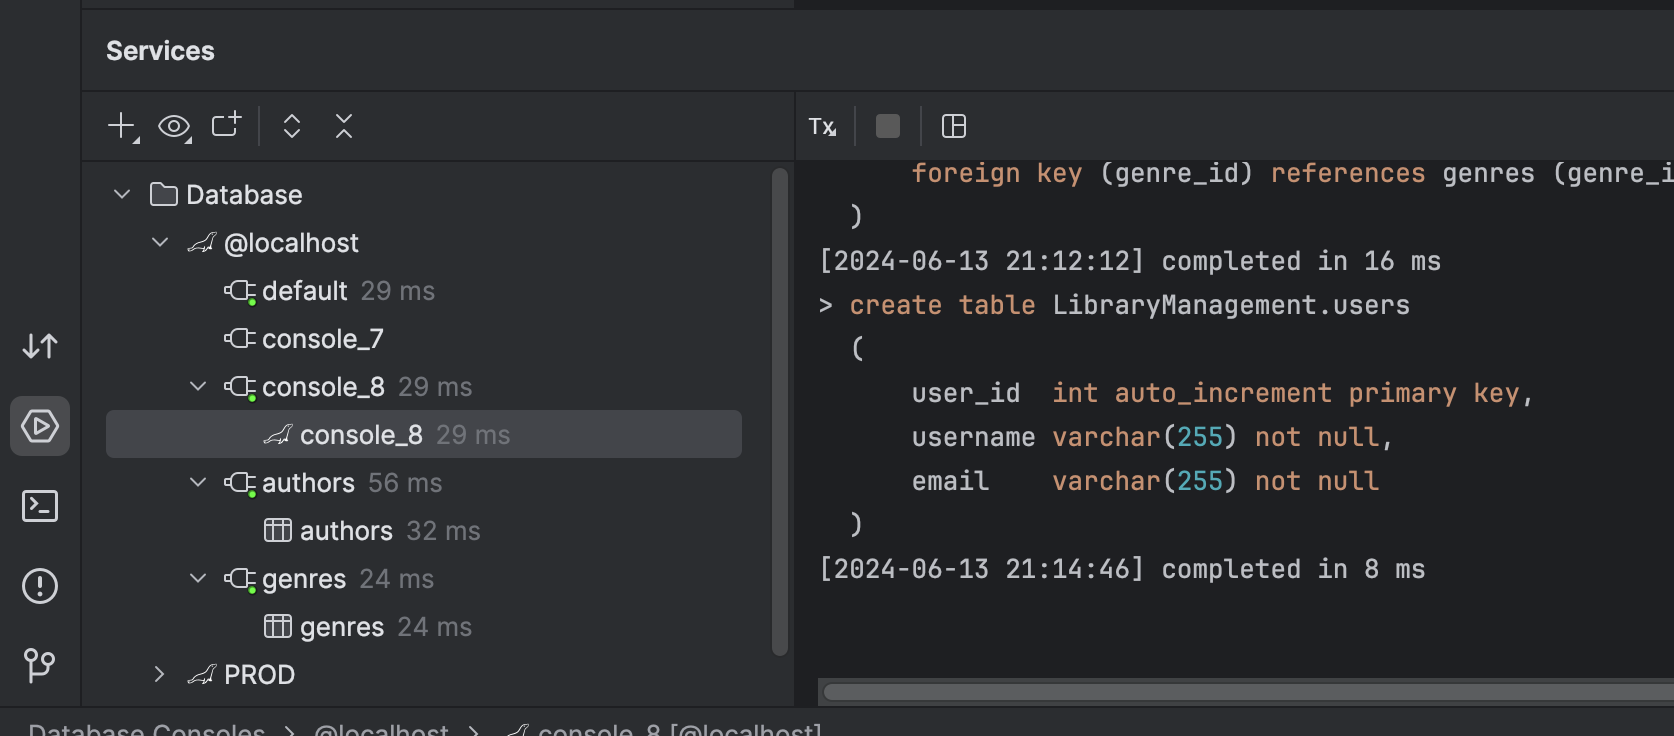 Services
Database
@localhost
default 29 ms
console_7
console_8 29 ms
console_8 29 ms
authors 56 ms
authors 32 ms
genres 24 ms
genres 24 ms
PROD
Tx
foreign key (genre_id) references genres (genre_i
)
[2024-06-13 21:12:12] completed in 16 ms
> create table LibraryManagement.users
(
user_id int auto_increment primary key,
username varchar(255) not null,
email varchar(255) not null
)
[2024-06-13 21:14:46] completed in 8 ms
Database Consoles > @localhost > console_8 [@localhost]